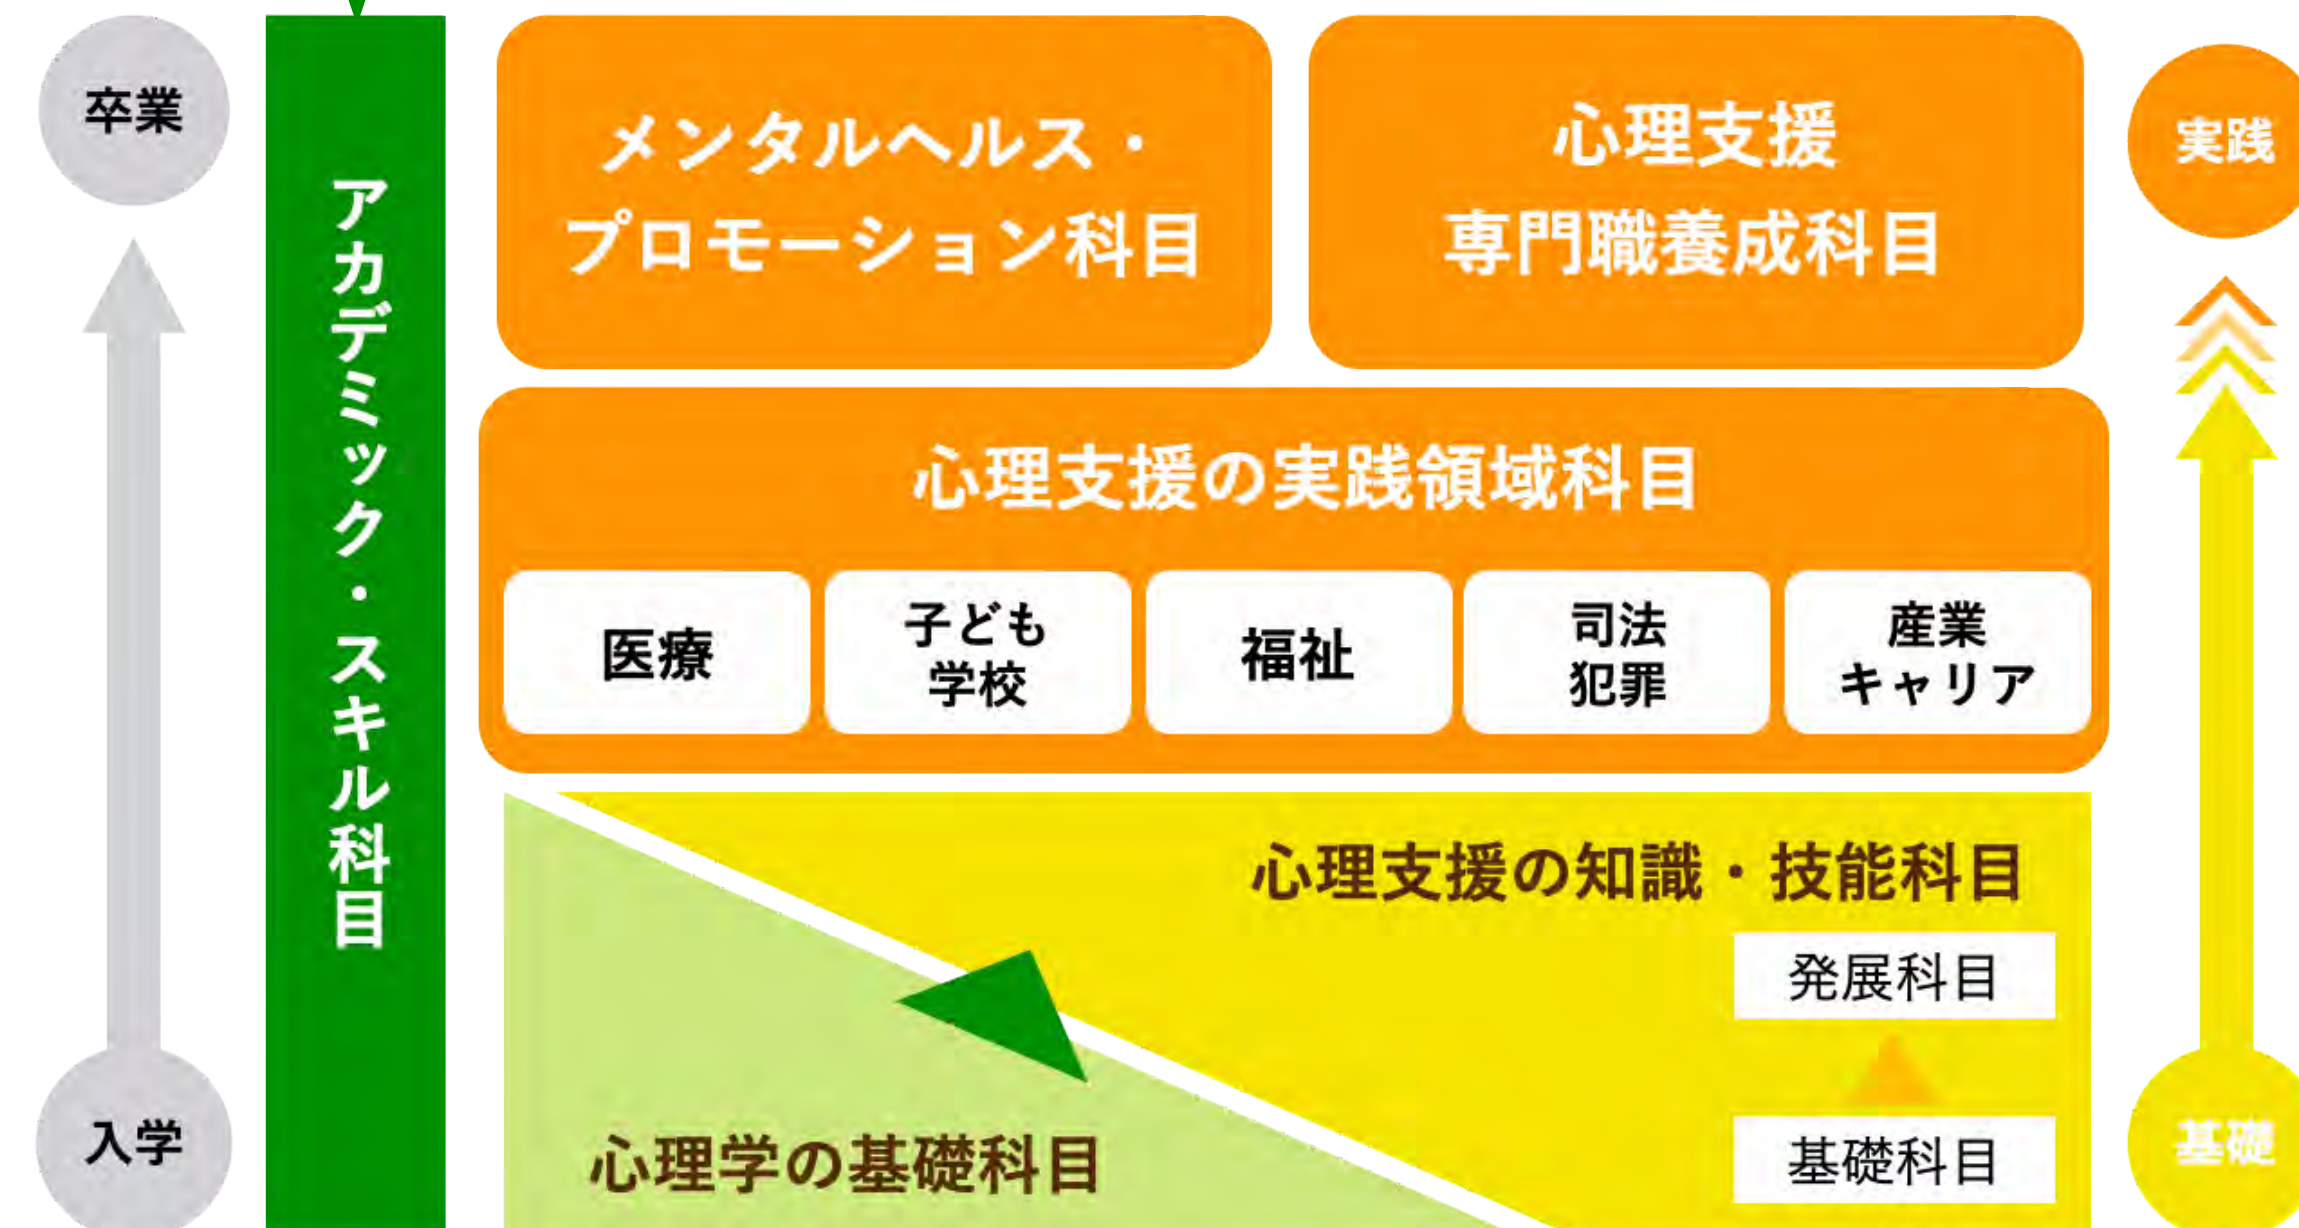 卒業
入学
アカデミック・スキル科目
メンタルヘルス・
プロモーション科目
心理支援
専門職養成科目
心理支援の実践領域科目
医療
子ども
学校
福祉
司法
犯罪
産業
キャリア
心理支援の知識・技能科目
発展科目
基礎科目
心理学の基礎科目
実践
基礎